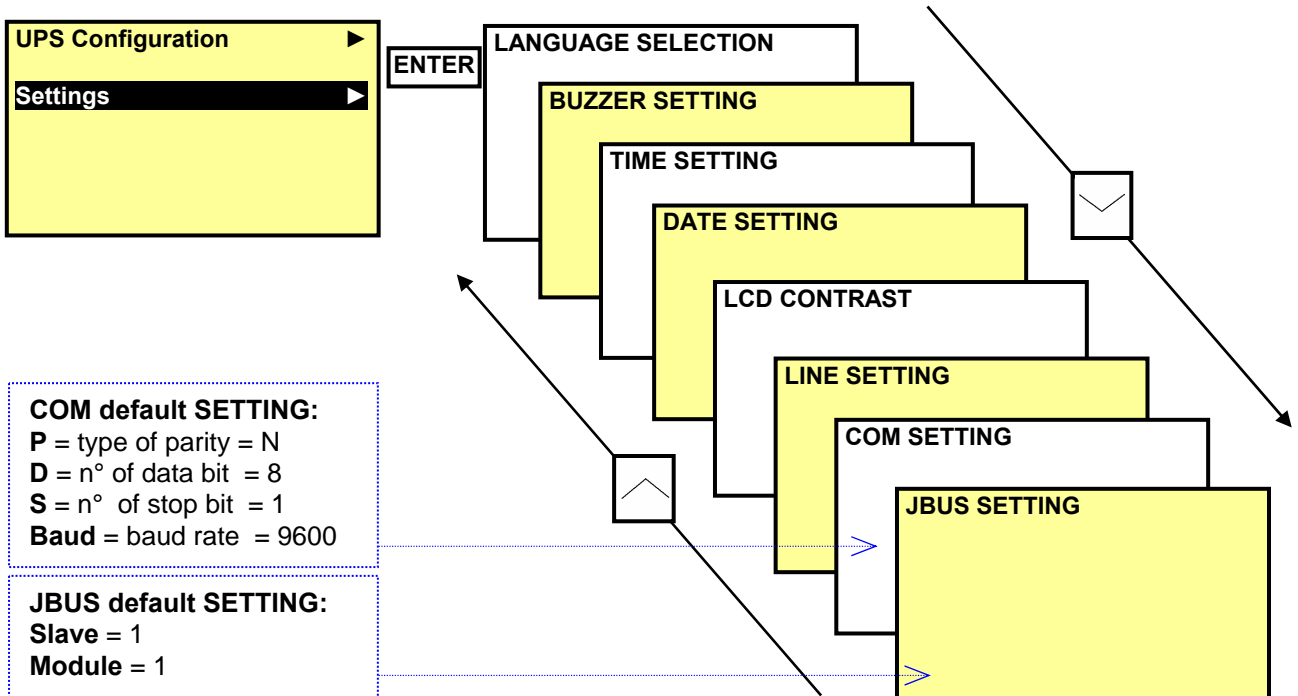 UPS Configuration ►
Settings ►
ENTER
LANGUAGE SELECTION
BUZZER SETTING
TIME SETTING
DATE SETTING
LCD CONTRAST
LINE SETTING
COM SETTING
JBUS SETTING
COM default SETTING:
P = type of parity = N
D = n° of data bit = 8
S = n° of stop bit = 1
Baud = baud rate = 9600
JBUS default SETTING:
Slave = 1
Module = 1